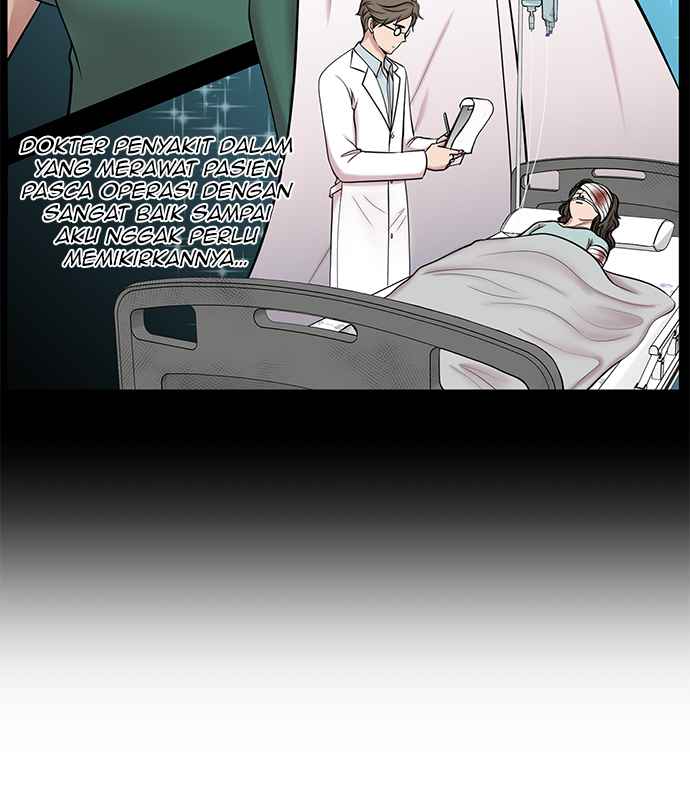 DOKTER PENYAKIT DALAM
YANG MERAWAT PASIEN
PASCA OPERASI DENGAN
SANGAT BAIK SAMPAI
AKU NGGAK PERLU
MEMIKIRKANNYA...